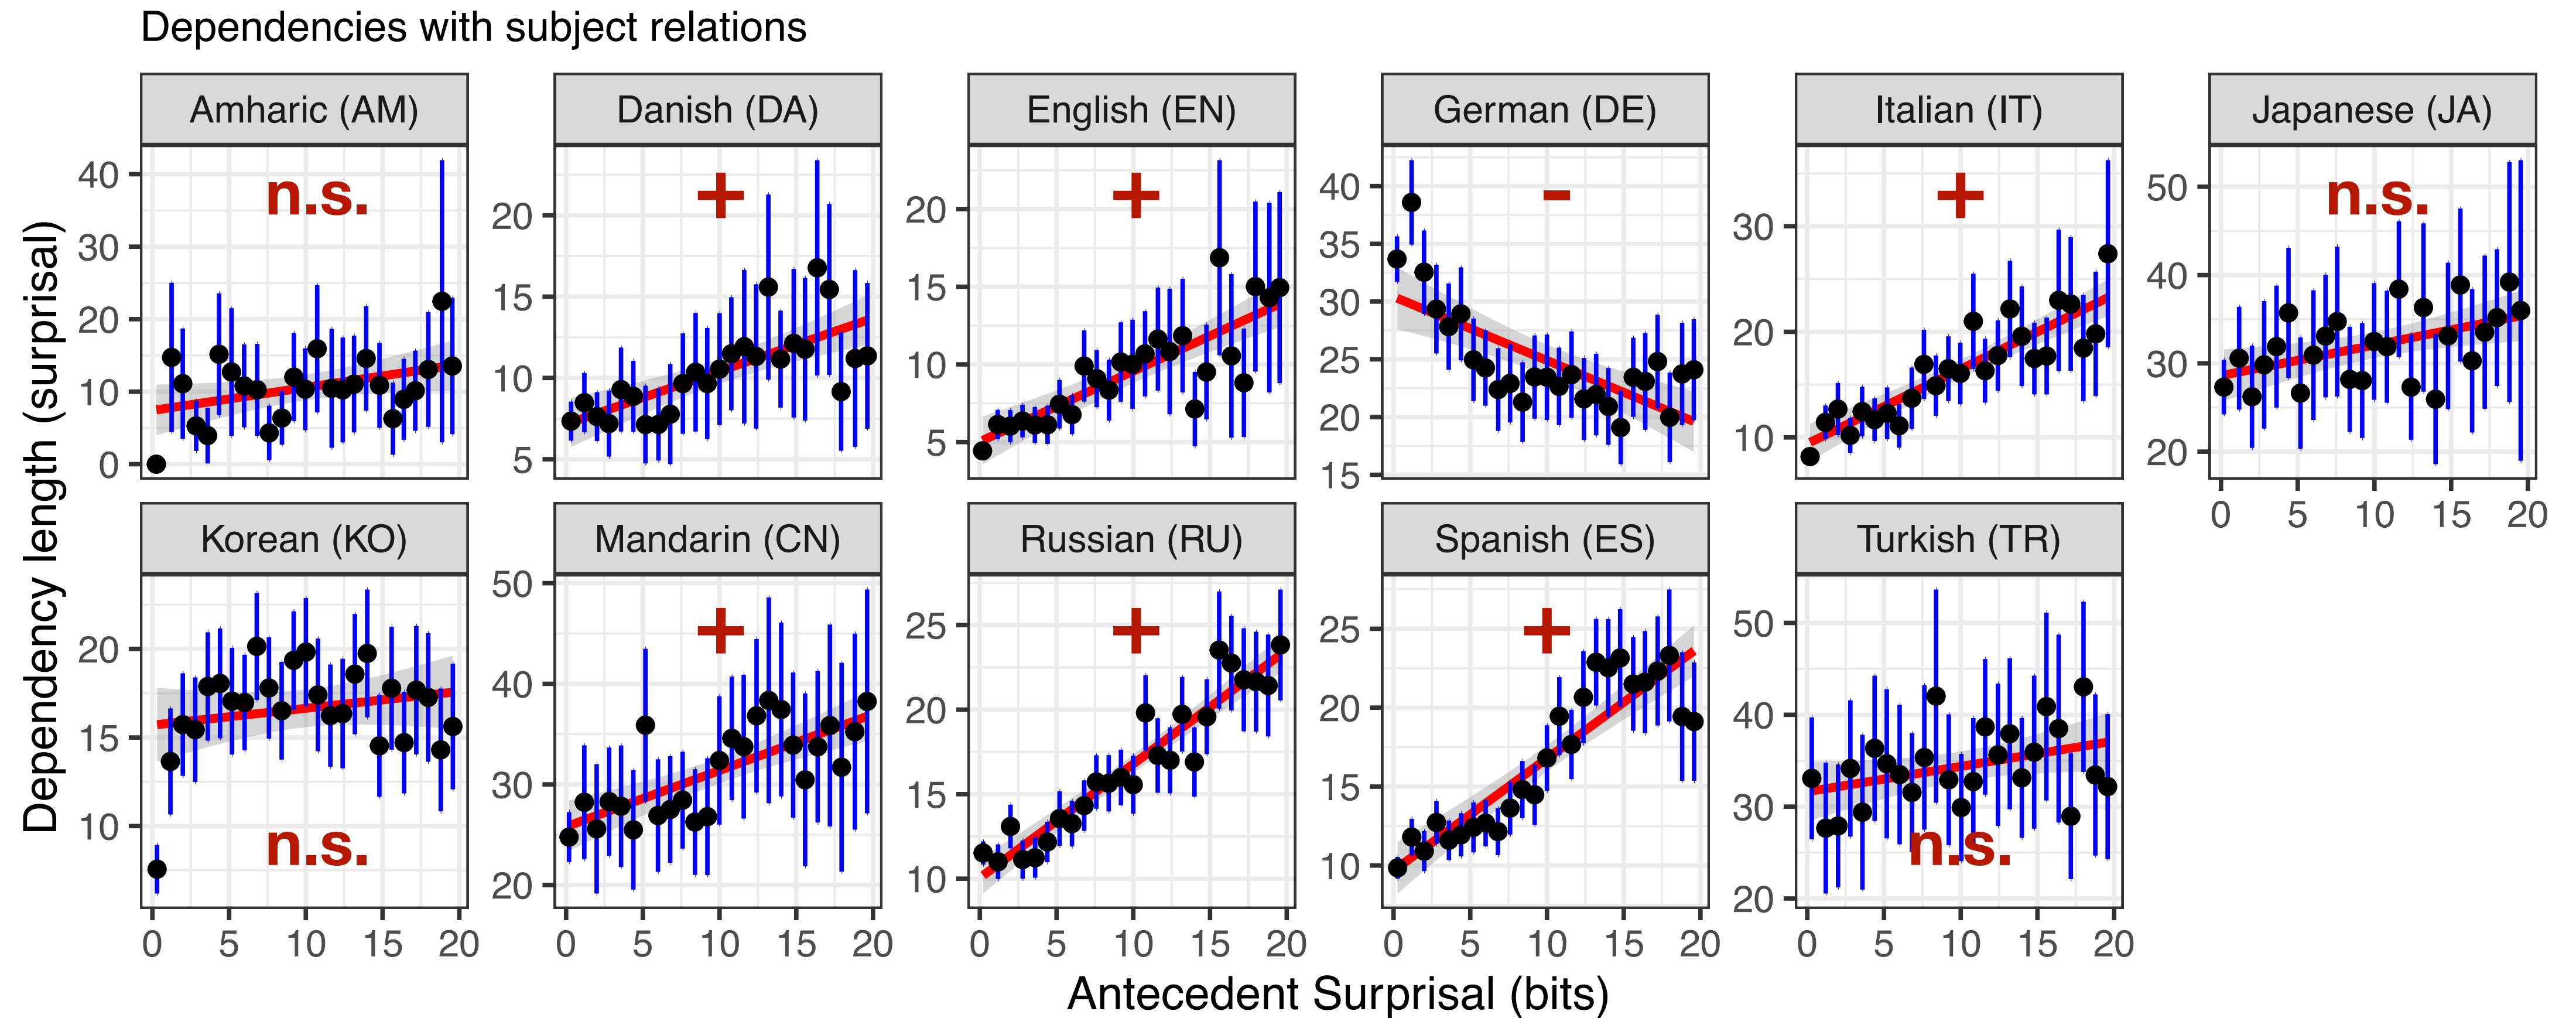 Dependencies with subject relations
Dependency length (surprisal)
Amharic (AM)
n.s.
40
30
20
10
0
Danish (DA)
+
20
15
10
5
English (EN)
+
20
15
10
5
German (DE)
-
40
35
30
25
20
15
Italian (IT)
+
30
20
10
Japanese (JA)
n.s.
50
40
30
20
0 5 10 15 20
Korean (KO)
n.s.
20
15
10
0 5 10 15 20
Mandarin (CN)
+
50
40
30
20
0 5 10 15 20
Russian (RU)
+
25
20
15
10
0 5 10 15 20
Spanish (ES)
+
25
20
15
10
0 5 10 15 20
Turkish (TR)
n.s.
50
40
30
20
0 5 10 15 20
Antecedent Surprisal (bits)